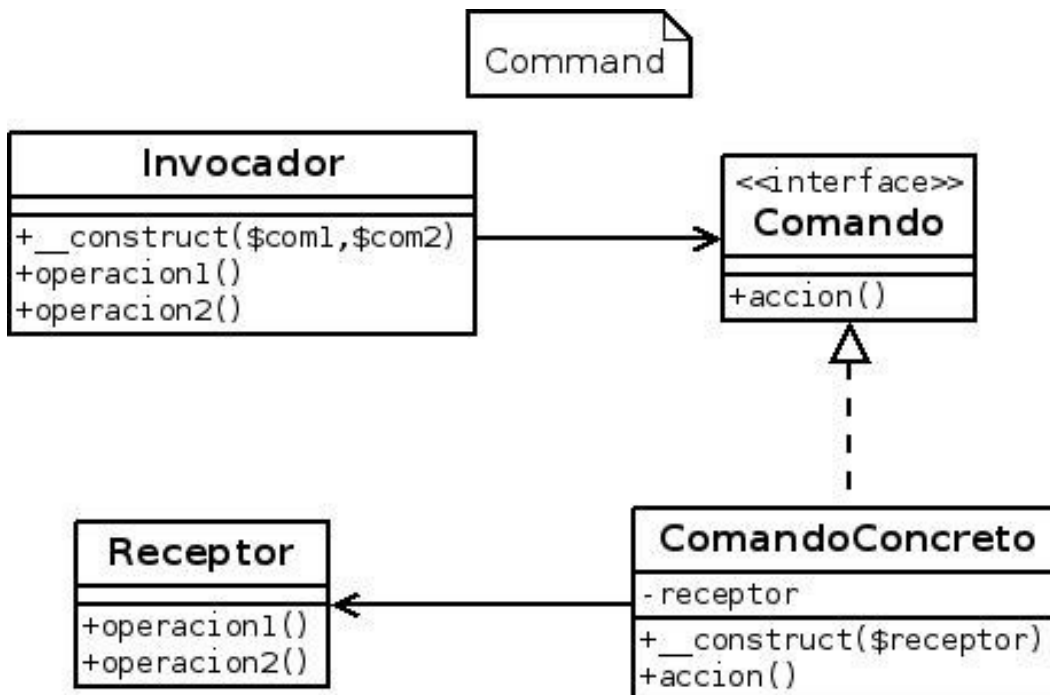 Command
Invocador
+__construct($com1,$com2)
+operacion1()
+operacion2()
<<interface>>
Comando
+accion()
Receptor
+operacion1()
+operacion2()
ComandoConcreto
-receptor
+__construct($receptor)
+accion()